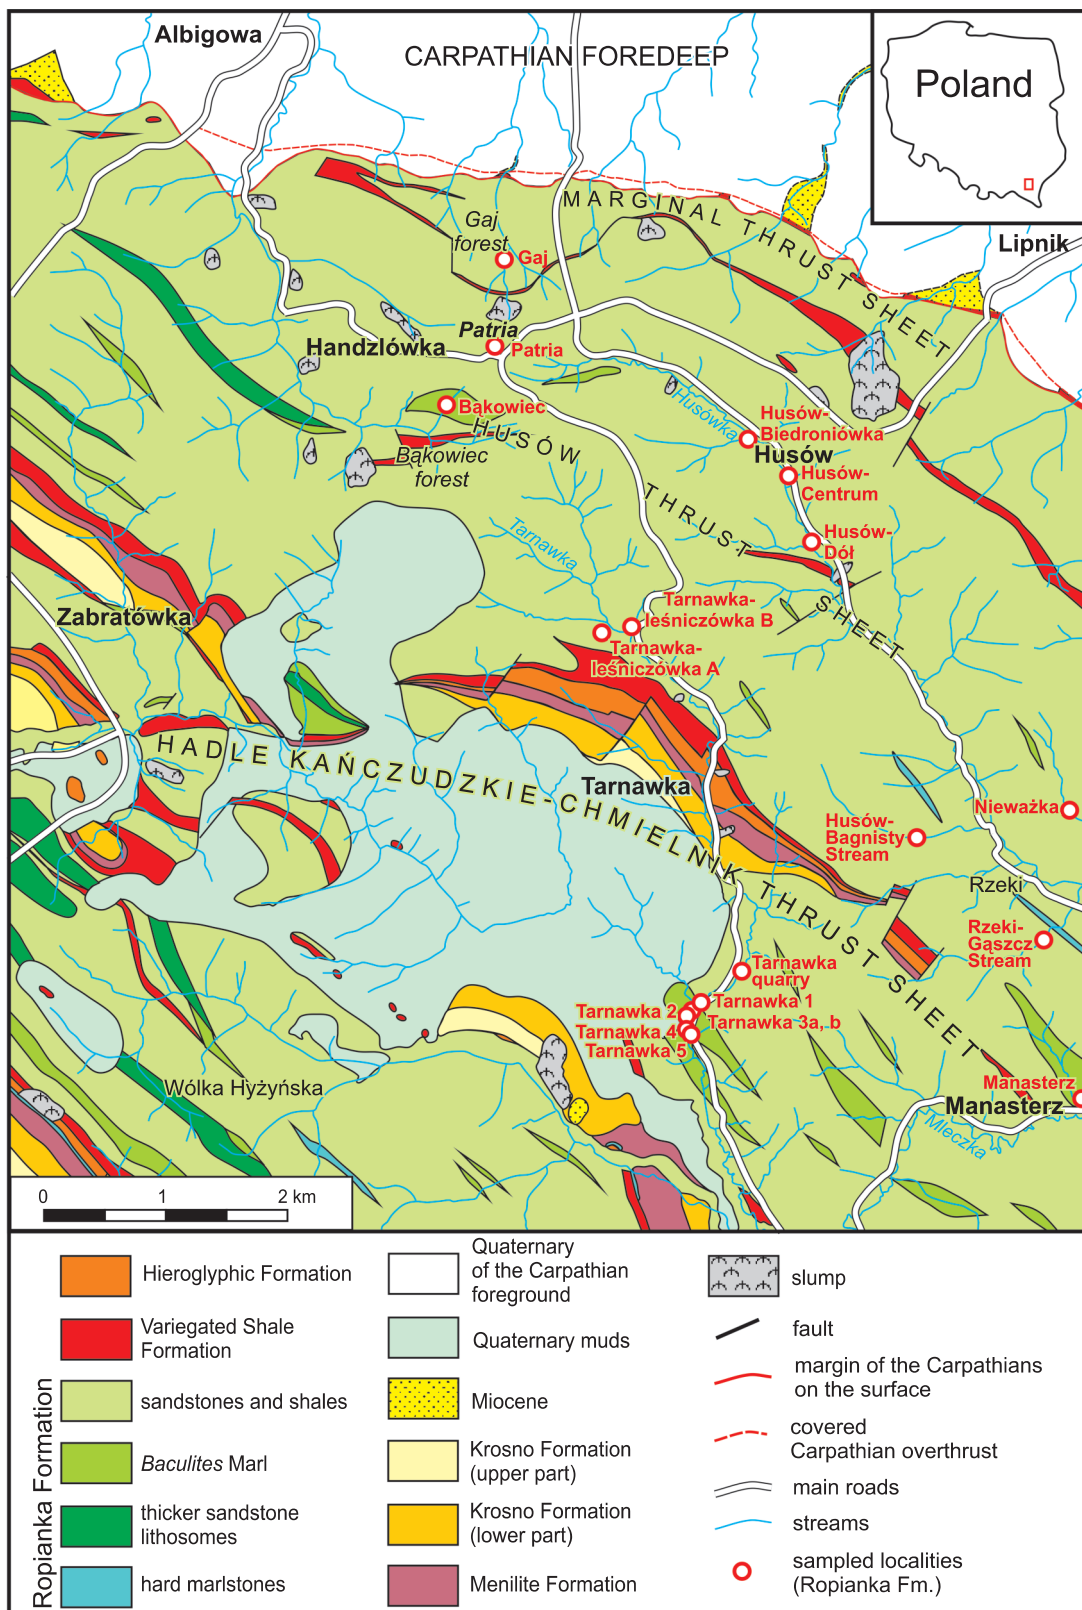 Albigowa
CARPATHIAN FOREDEEP
Poland
Lipnik
MARGINAL THRUST SHEET
Gaj
forest
Gaj
Patria
Patria
Handzlówka
Bąkowiec
HUSÓW THRUST SHEET
Bąkowiec
forest
Husówka
Husów-
Biedroniówka
Husów
Husów-
Centrum
Husów-
Dół
Tarnawka
Tarnawka-
leśniczówka B
Tarnawka-
leśniczówka A
Zabratówka
HADLE KAŃCZUDZKIE-CHMIELNIK THRUST SHEET
Tarnawka
Nieważka
Husów-
Bagnisty
Stream
Rzeki
Rzeki-
Gąszcz
Stream
Tarnawka
quarry
Tarnawka 1
Tarnawka 2
Tarnawka 3a, b
Tarnawka 4
Tarnawka 5
Manasterz
Manasterz
Mleczka
Wólka Hyżyńska
0 1 2 km
Ropianka Formation
Hieroglyphic Formation
Variegated Shale
Formation
sandstones and shales
Baculites Marl
thicker sandstone
lithosomes
hard marlstones
Quaternary
of the Carpathian
foreground
Quaternary muds
Miocene
Krosno Formation
(upper part)
Krosno Formation
(lower part)
Menilite Formation
slump
fault
margin of the Carpathians
on the surface
covered
Carpathian overthrust
main roads
streams
sampled localities
(Ropianka Fm.)